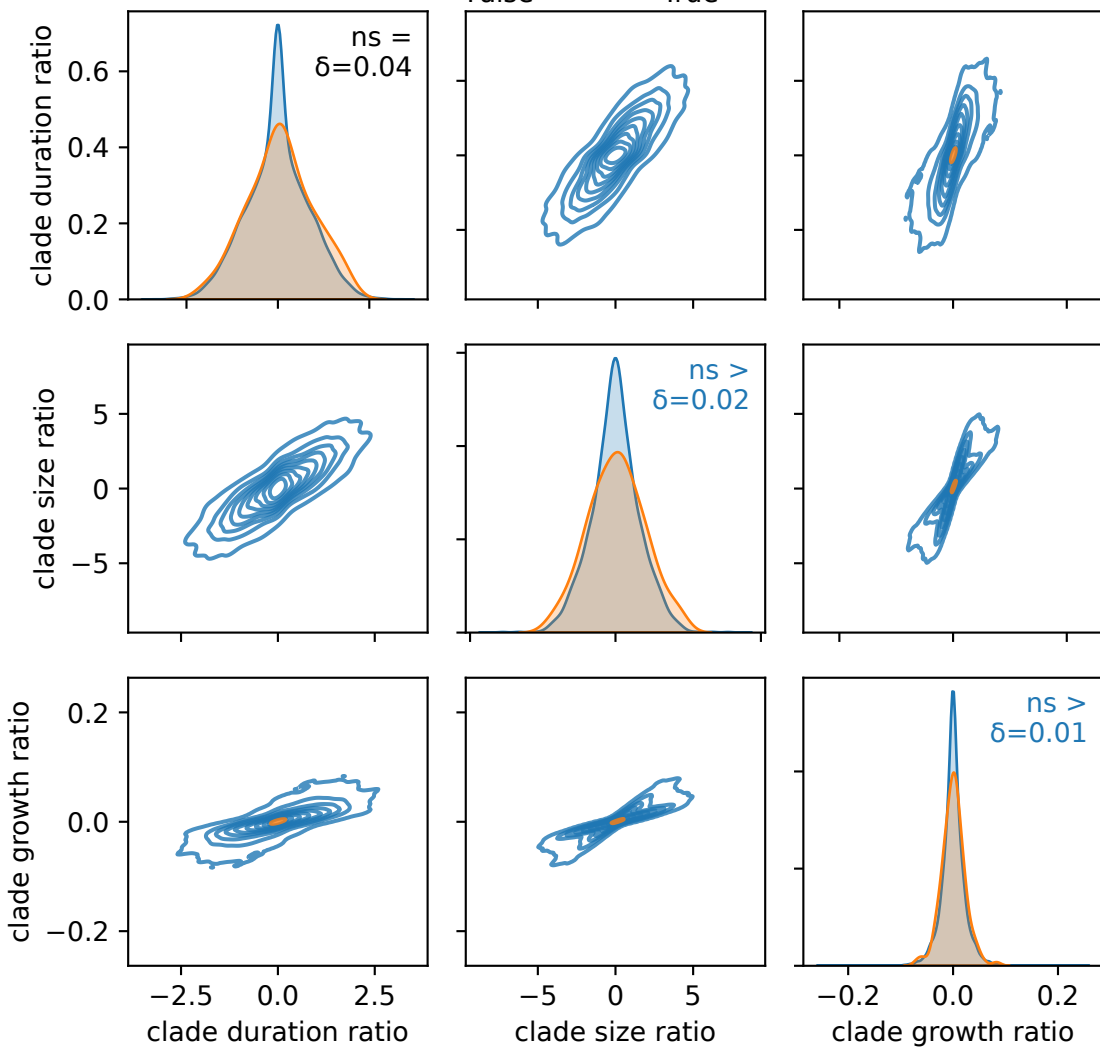 ns =
δ=0.04
clade duration ratio
0.6
0.4
0.2
0.0
ns >
δ=0.02
clade size ratio
5
0
−5
ns >
δ=0.01
clade growth ratio
0.2
0.0
−0.2
−2.5 0.0 2.5 −5 0 5 −0.2 0.0 0.2
clade duration ratio clade size ratio clade growth ratio